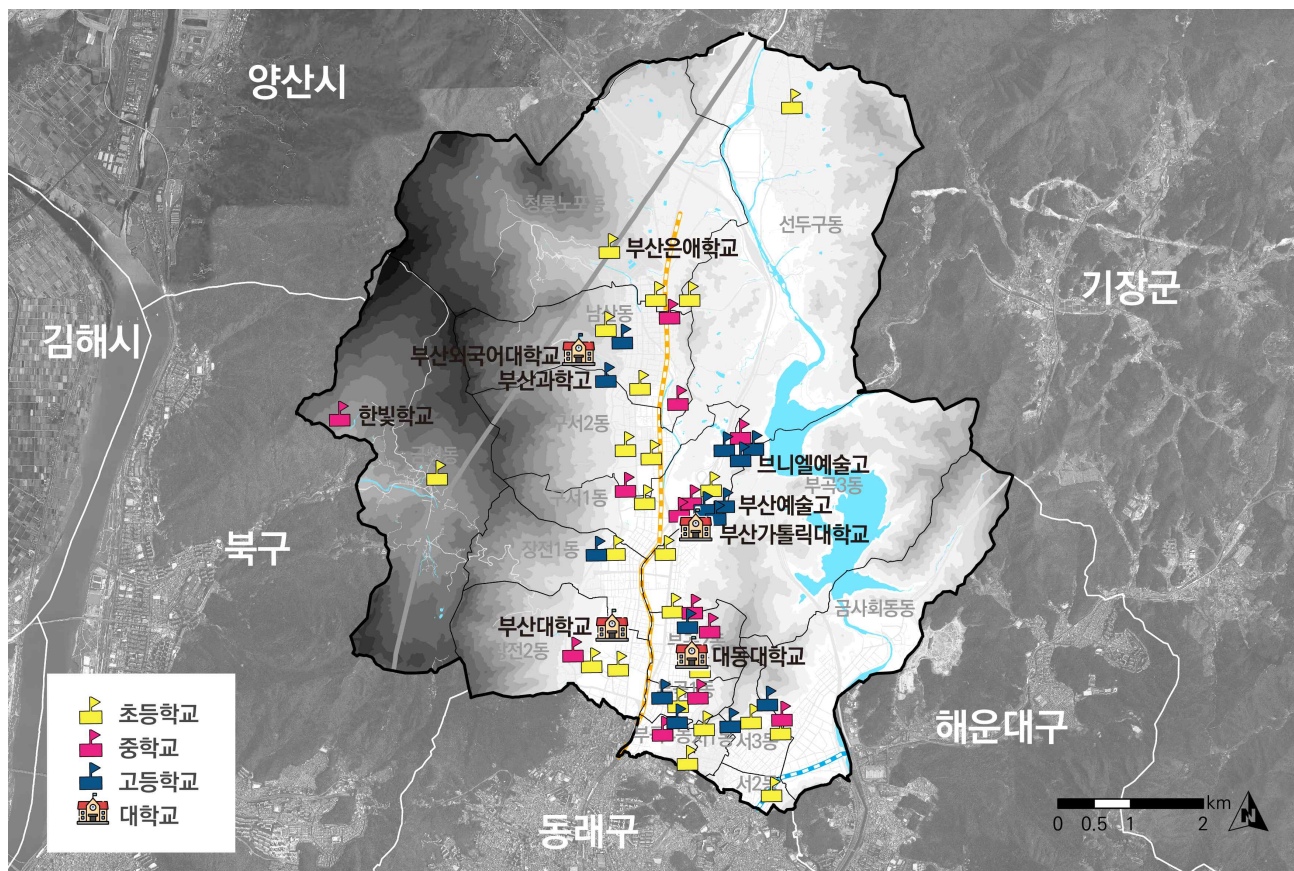 양산시
선두구동
청룡노포동
부산은애학교
기장군
김해시
남산동
부산외국어대학교
부산과학고
한빛학교
구서2동
브니엘예술고
부곡3동
구서1동
부산예술고
부산가톨릭대학교
북구
장전1동
금사회동동
부산대학교
장전2동
대동대학교
초등학교
중학교
고등학교
대학교
서3동
해운대구
서2동
동래구
km
0 0.5 1 2
N